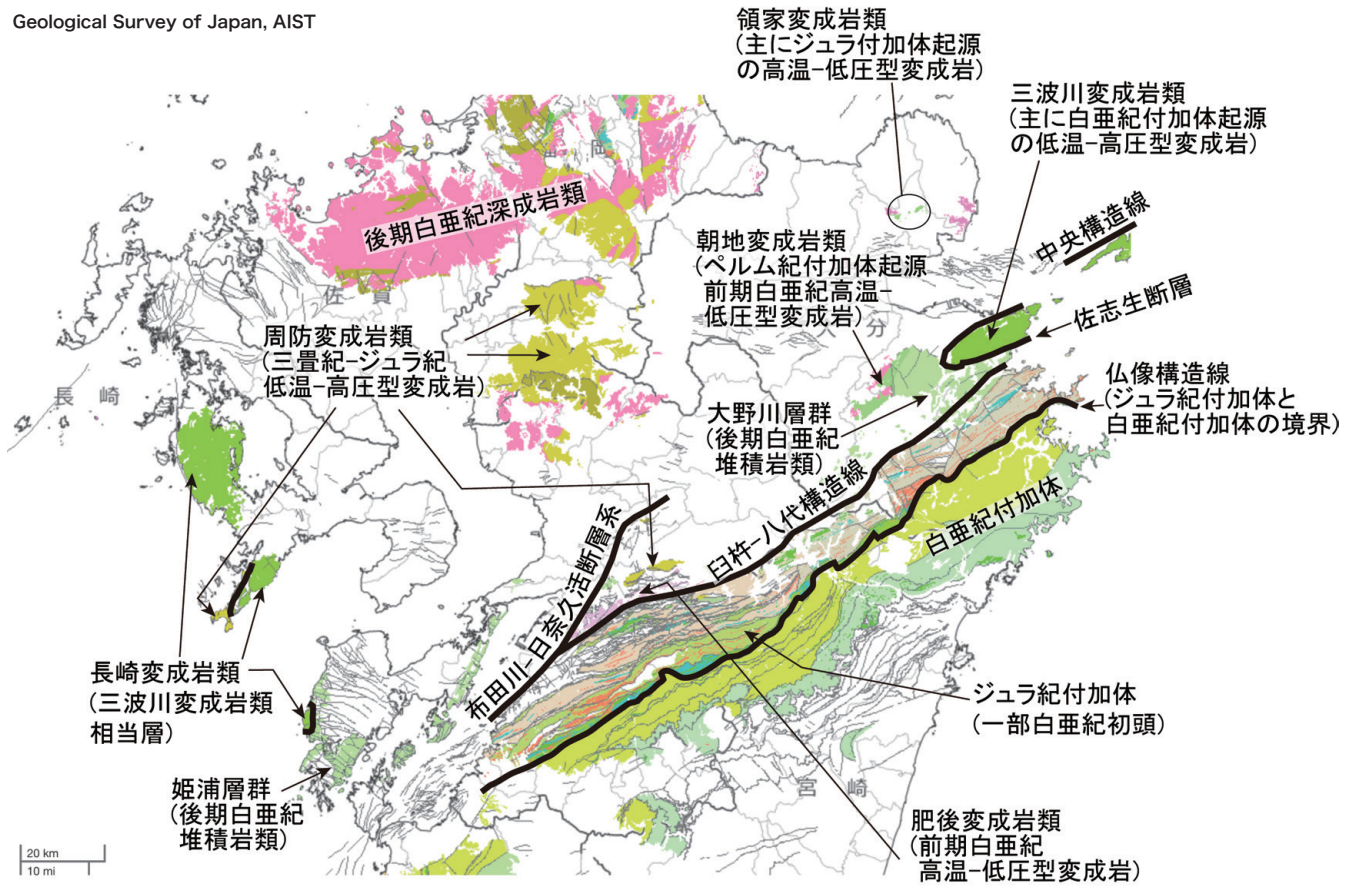 Geological Survey of Japan, AIST
領家変成岩類
(主にジュラ付加体起源
の高温−低圧型変成岩)
三波川変成岩類
(主に白亜紀付加体起源
の低温−高圧型変成岩)
福岡
後期白亜紀深成岩類
中央構造線
朝地変成岩類
(ペルム紀付加体起源
前期白亜紀高温−
低圧型変成岩)
佐賀
分
佐志生断層
周防変成岩類
(三畳紀−ジュラ紀
低温−高圧型変成岩)
長崎
仏像構造線
(ジュラ紀付加体と
白亜紀付加体の境界)
大野川層群
(後期白亜紀
堆積岩類)
臼杵−八代構造線
白亜紀付加体
布田川−日奈久活断層系
長崎変成岩類
(三波川変成岩類
相当層)
ジュラ紀付加体
(一部白亜紀初頭)
姫浦層群
(後期白亜紀
堆積岩類)
宮崎
肥後変成岩類
(前期白亜紀
高温−低圧型変成岩)
20 km
10 mi